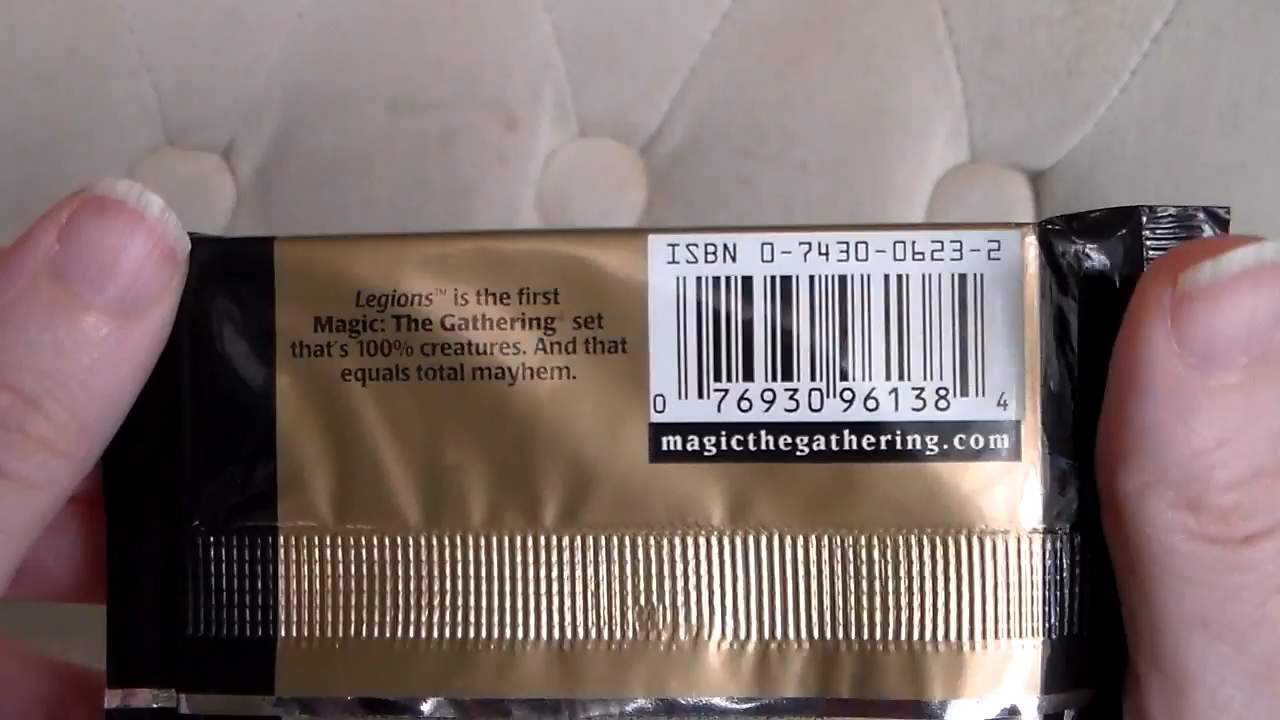 Legions™ is the first
Magic: The Gathering® set
that's 100% creatures. And that
equals total mayhem.
ISBN 0-7430-0623-2
0 76930 96138 4
magicthegathering.com